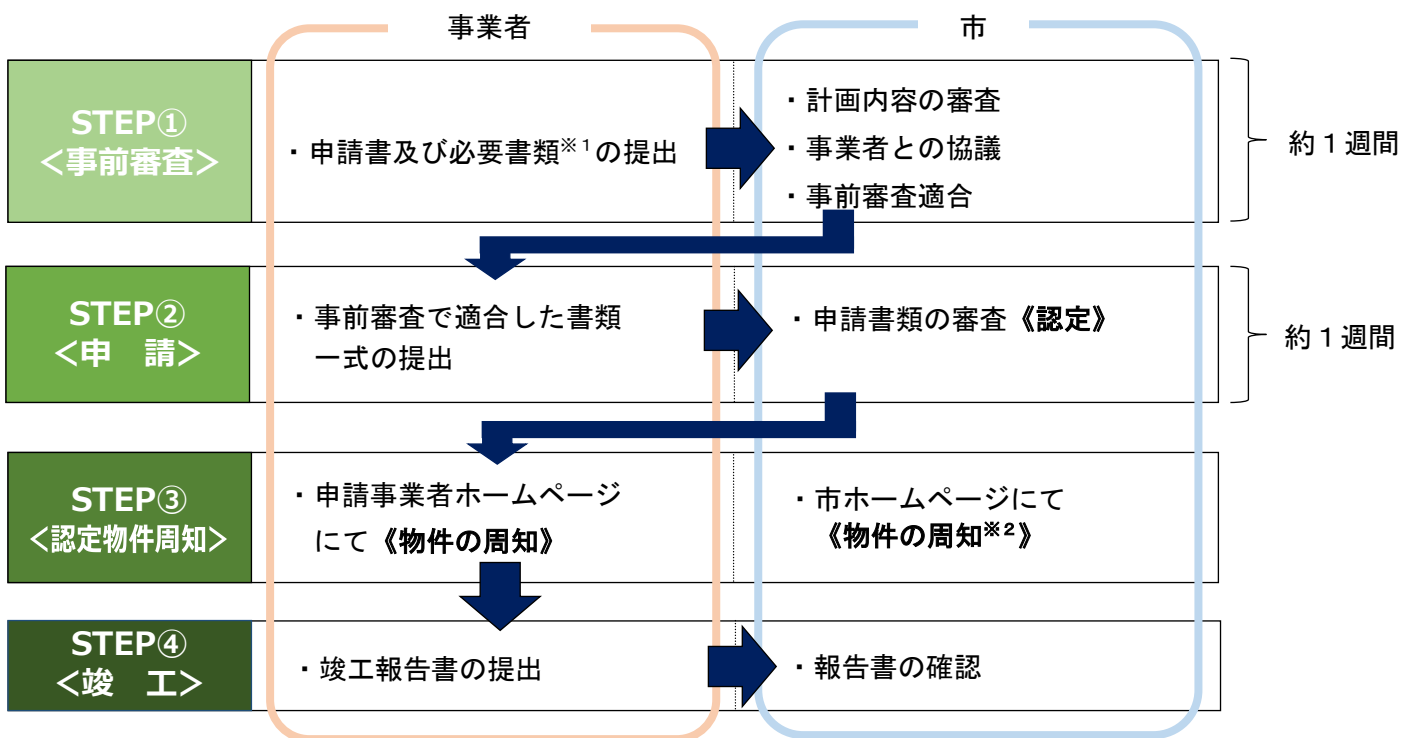 事業者
市
STEP①
<事前審査>
・申請書及び必要書類※1の提出
・計画内容の審査
・事業者との協議
・事前審査適合
約1週間
STEP②
<申　請>
・事前審査で適合した書類
一式の提出
・申請書類の審査《認定》
約1週間
STEP③
<認定物件周知>
・申請事業者ホームページ
にて《物件の周知》
・市ホームページにて
《物件の周知※2》
STEP④
<竣　工>
・竣工報告書の提出
・報告書の確認